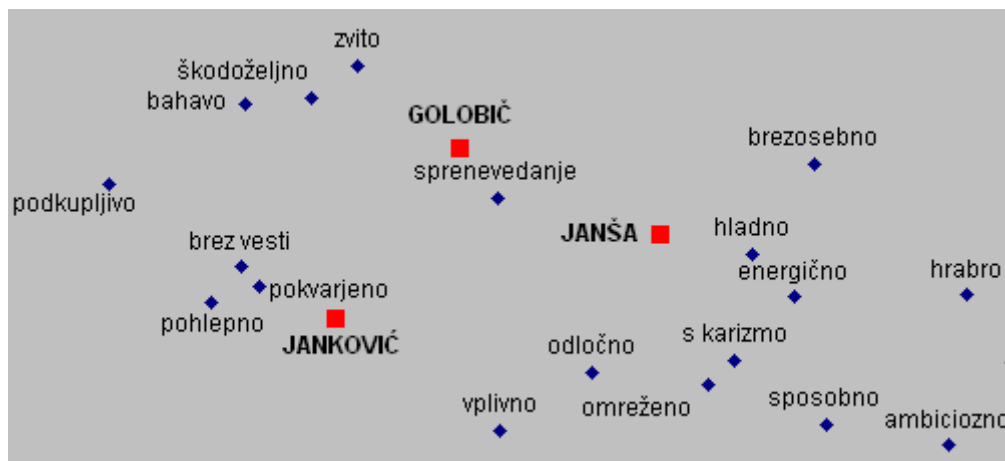 zvito
škodoželjno
bahavo
GOLOBIČ
brezosebno
sprenevedanje
podkupljivo
JANŠA
hladno
brez vesti
energično
hrabro
pokvarjeno
pohlepno
JANKOVIĆ
odločno
s karizmo
vplivno
omreženo
sposobno
ambiciozno